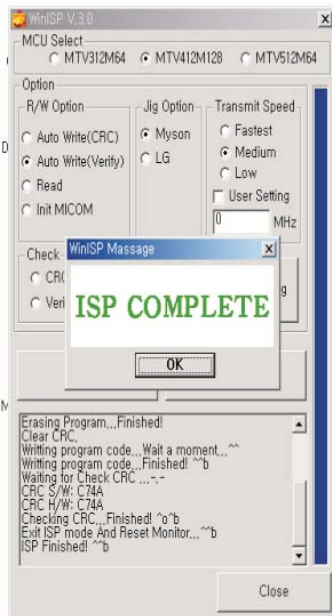 WinISP V,3,0
MCU Select
MTV312M64 MTV412M128 MTV512M64
Option
R/W Option
Auto Write(CRC)
Auto Write(Verify)
Read
Init MICOM
Jig Option
Myson
LG
Transmit Speed
Fastest
Medium
Low
User Setting
0 MHz
Check
CRC
Veri
g
WinISP Massage
ISP COMPLETE
OK
Erasing Program,,,Finished!
Clear CRC,
Writting program code,,,Wait a moment,,,^^
Writting program code,,,Finished! ^^b
Waiting for Check CRC ,,,-,-
CRC S/W: C74A
CRC H/W: C74A
Checking CRC,,,Finished! ^o^b
Exit ISP mode And Reset Monitor,,,^^b
ISP Finished! ^^b
Close
D
M